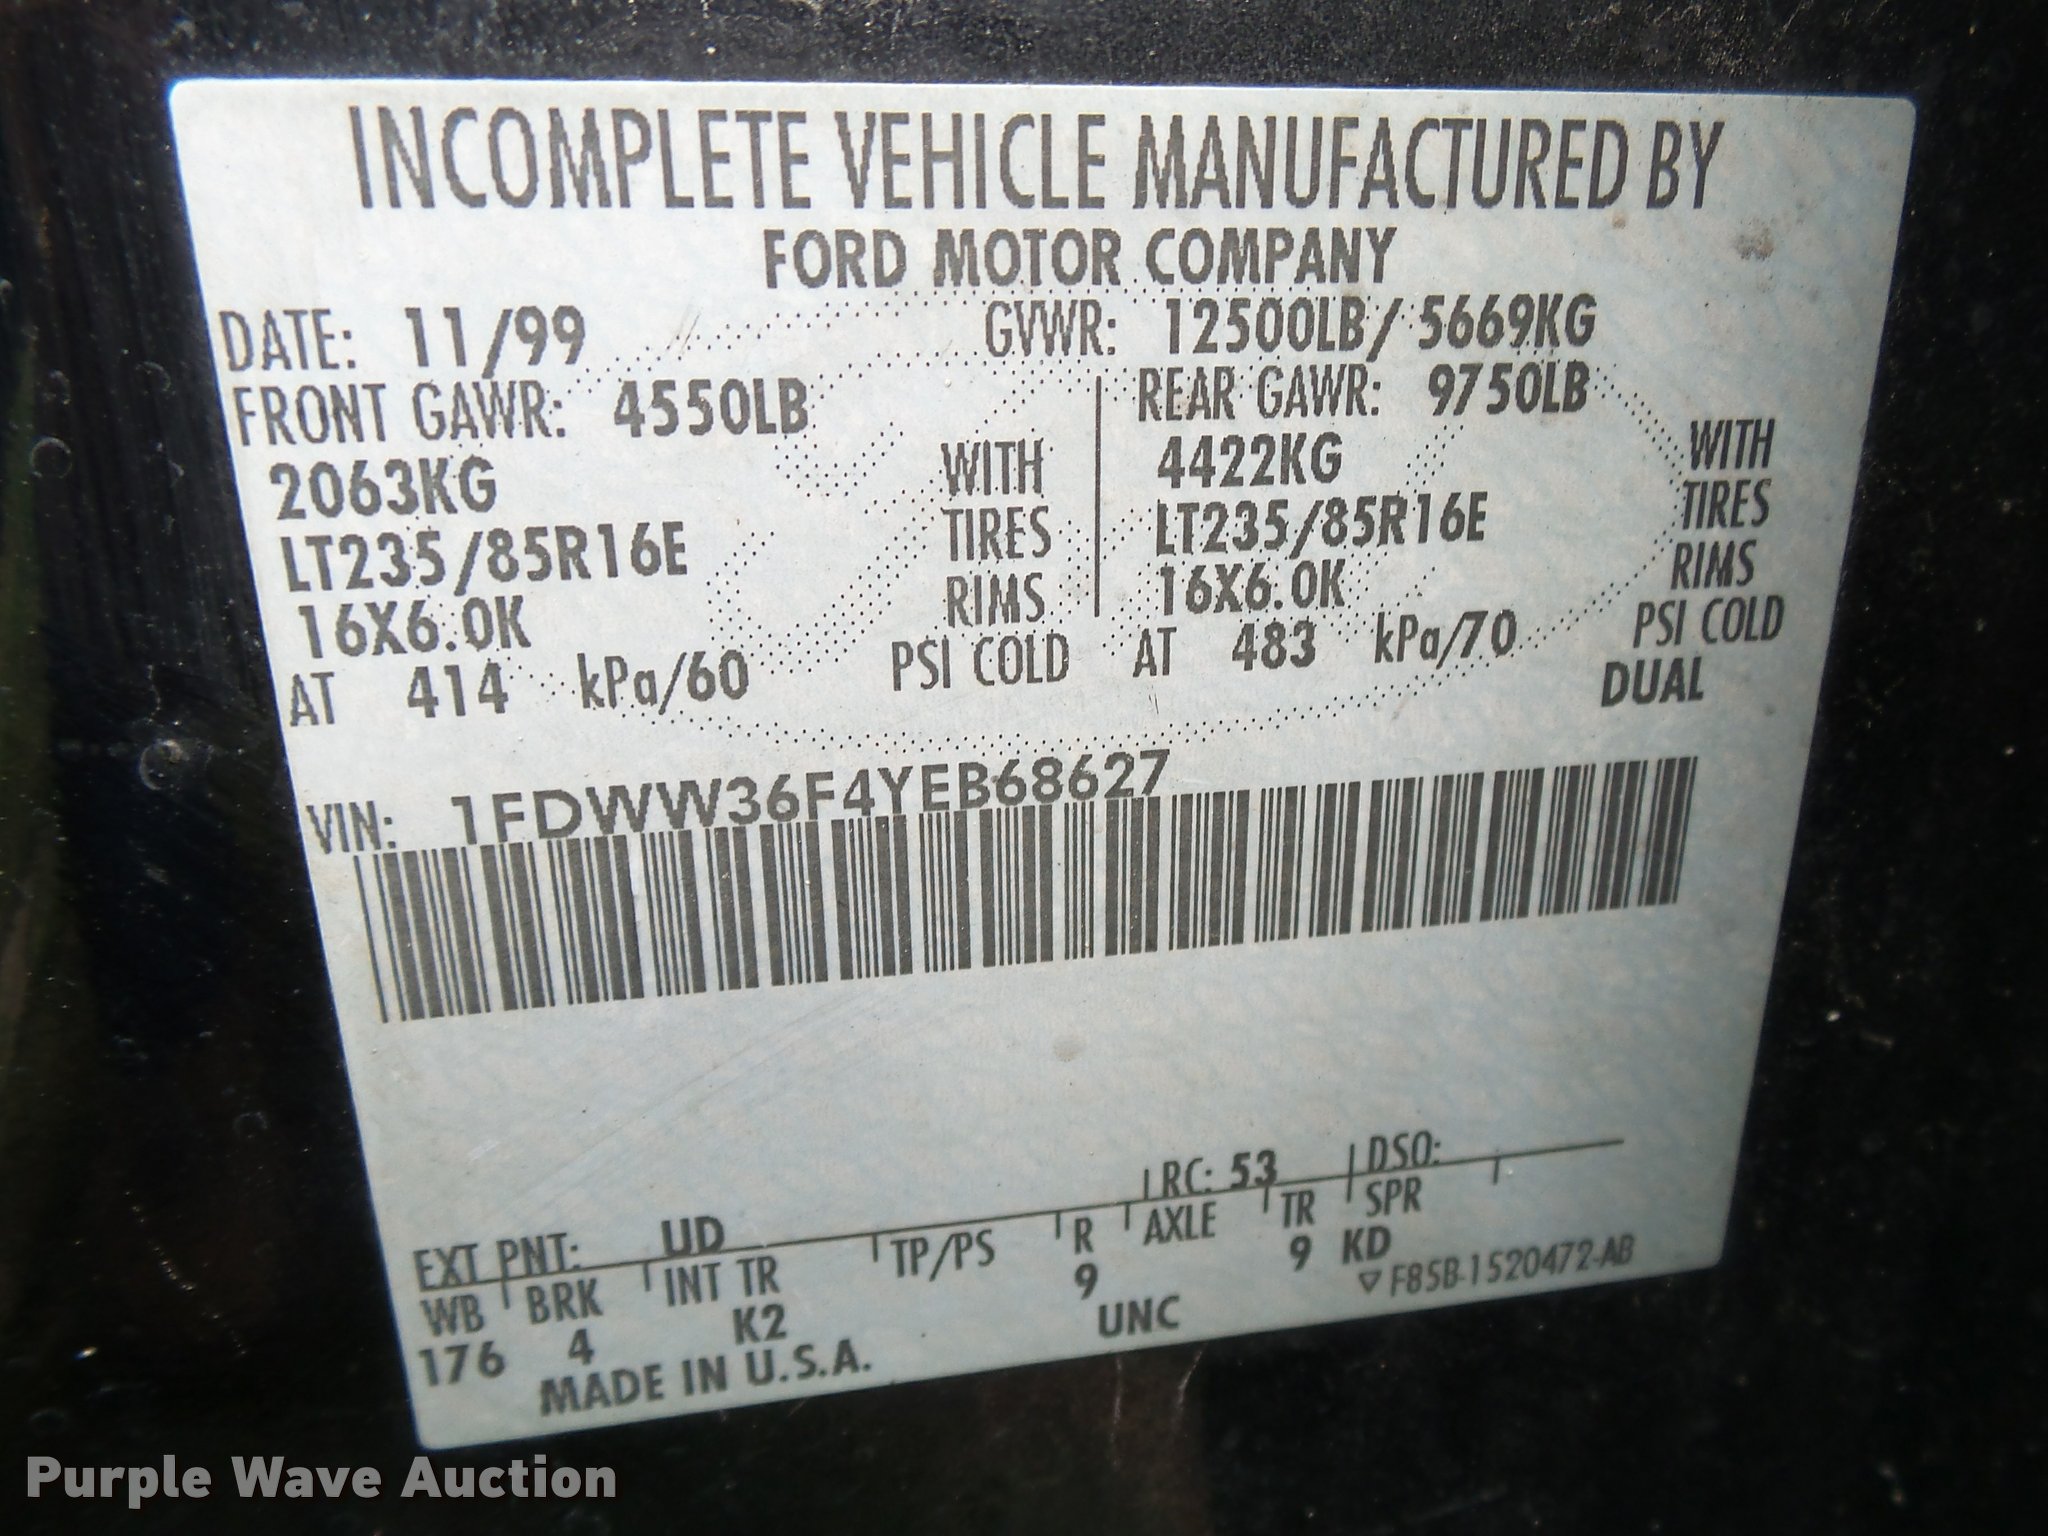 INCOMPLETE VEHICLE MANUFACTURED BY
FORD MOTOR COMPANY
DATE: 11/99 GVWR: 12500LB/ 5669KG
FRONT GAWR: 4550LB REAR GAWR: 9750LB
2063KG WITH 4422KG WITH
LT235/85R16E TIRES LT235/85R16E TIRES
16X6.0K RIMS 16X6.0K RIMS
AT 414 kPa/60 PSI COLD AT 483 kPa/70 PSI COLD
DUAL
VIN: 1FDWW36F4YEB68627
EXT PNT: UD RC: 53 DSO:
WB BRK INT TR TP/PS R AXLE TR SPR
176 4 K2 9 9 KD
UNC ▽ F85B-1520472-AB
MADE IN U.S.A.
Purple Wave Auction